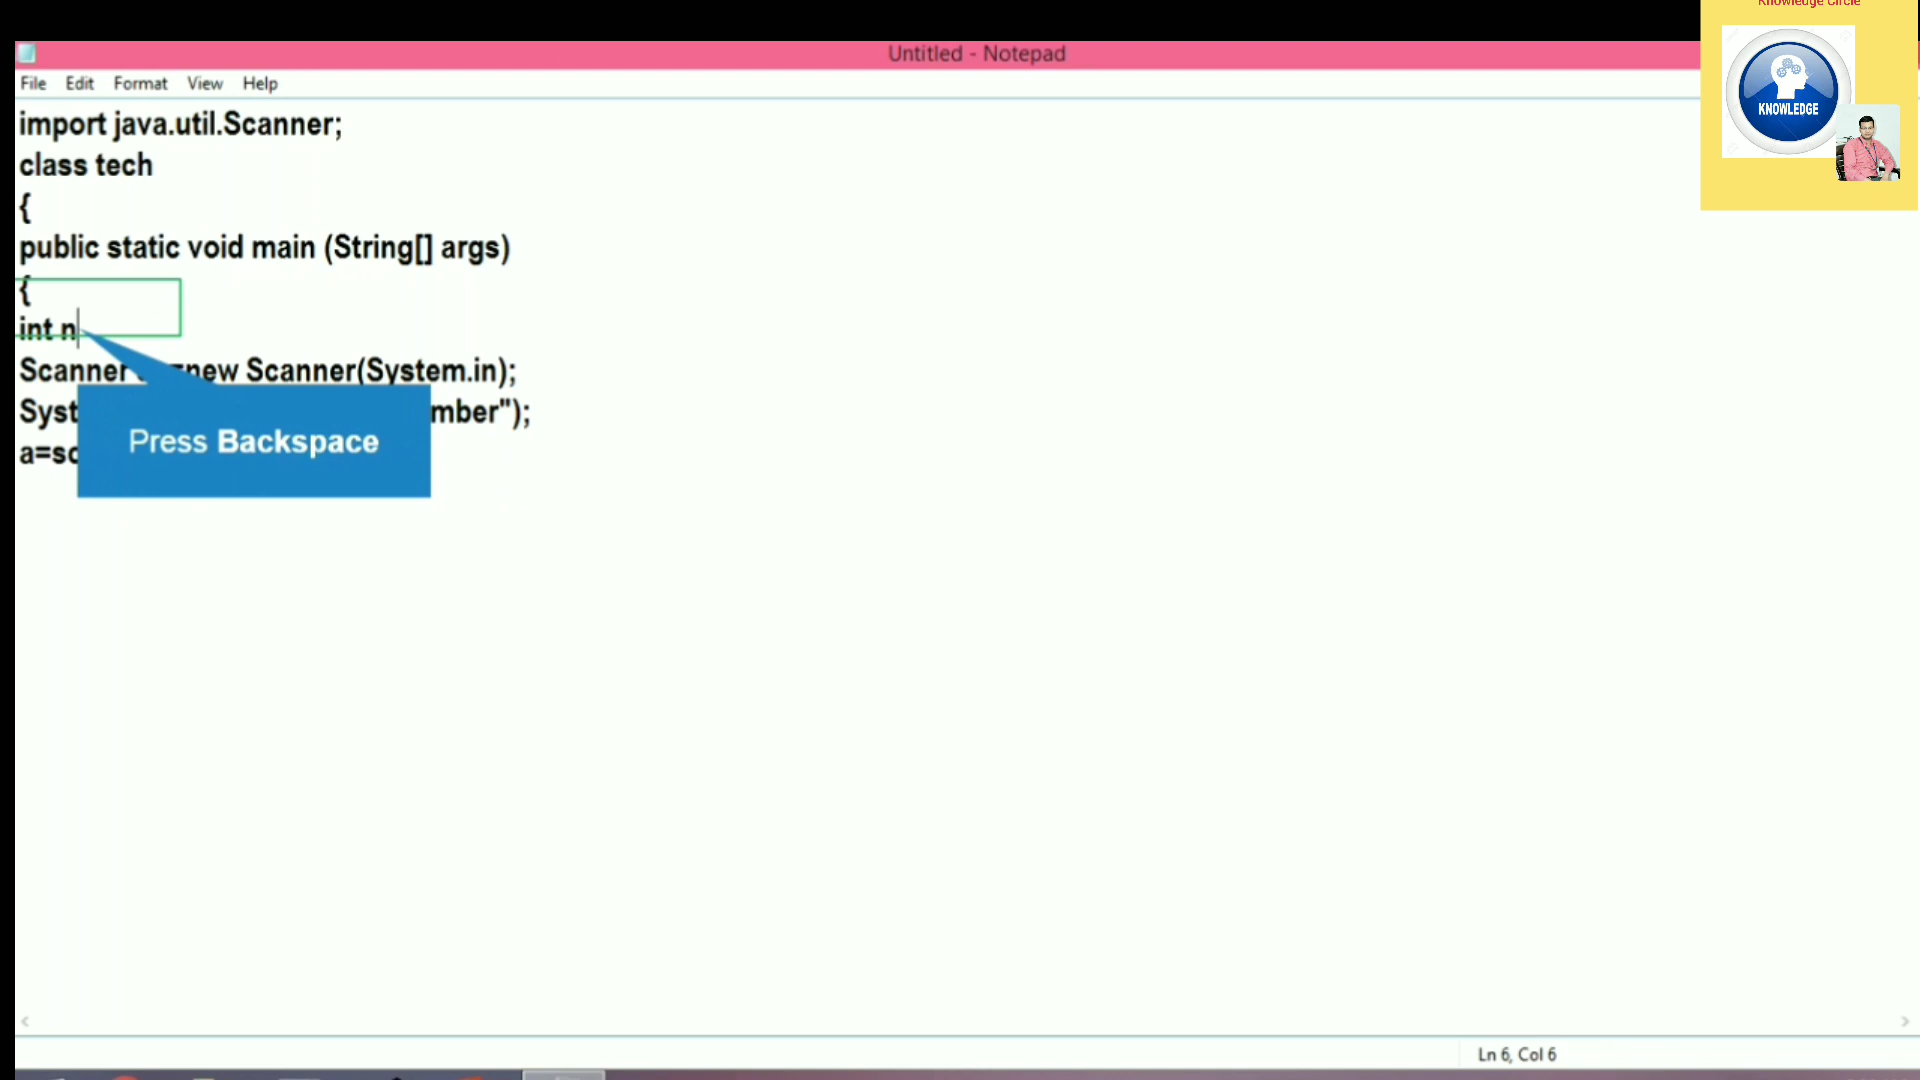 Knowledge Circle
Untitled - Notepad
File Edit Format View Help
KNOWLEDGE
import java.util.Scanner;
class tech
{
public static void main (String[] args)
{
int n
Scanner =new Scanner(System.in);
Syst mber");
a=sc
Press Backspace
Ln 6, Col 6